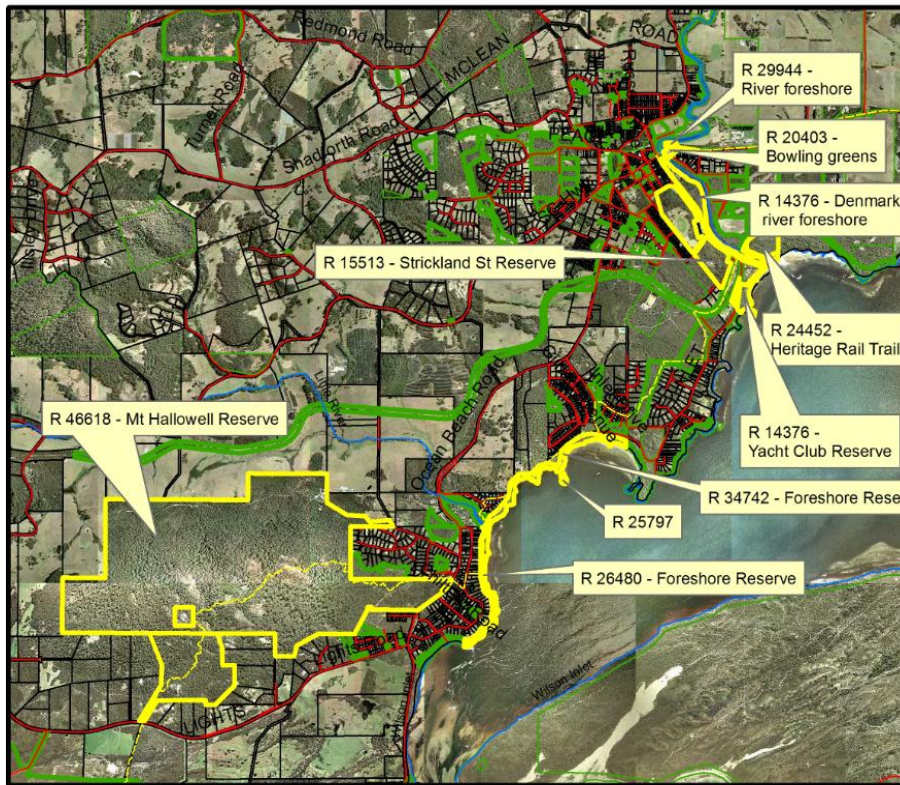 Redmond Road
ROAD
MCLEAN
Turner Road
Shadforth Road
R 29944 -
River foreshore
R 20403 -
Bowling greens
R 14376 - Denmark
river foreshore
R 15513 - Strickland St Reserve
R 24452 -
Heritage Rail Trail
Ocean Beach Road
R 46618 - Mt Hallowell Reserve
R 14376 -
Yacht Club Reserve
R 34742 - Foreshore Rese
R 25797
R 26480 - Foreshore Reserve
LIGHTS
Wilson Inlet